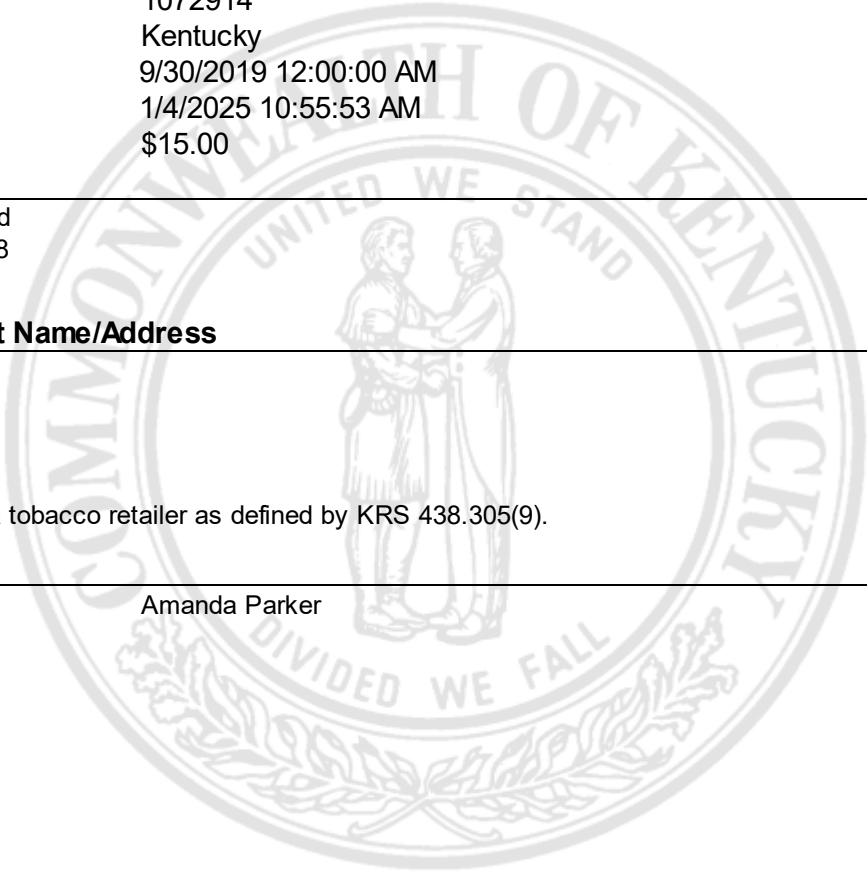 1072914
Kentucky
9/30/2019 12:00:00 AM
1/4/2025 10:55:53 AM
$15.00
d
8
t Name/Address
tobacco retailer as defined by KRS 438.305(9).
Amanda Parker
COMMONWEALTH OF KENTUCKY
UNITED WE STAND
DIVIDED WE FALL